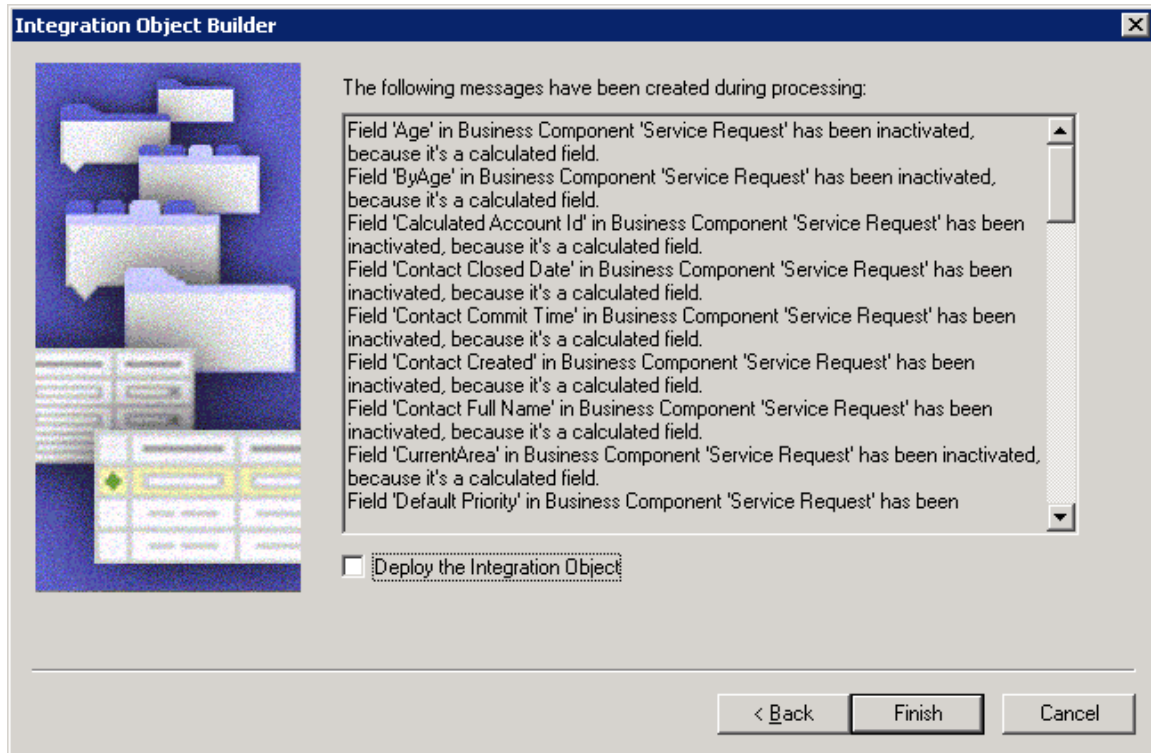 Integration Object Builder
The following messages have been created during processing:
Field 'Age' in Business Component 'Service Request' has been inactivated,
because it's a calculated field.
Field 'ByAge' in Business Component 'Service Request' has been inactivated,
because it's a calculated field.
Field 'Calculated Account Id' in Business Component 'Service Request' has been
inactivated, because it's a calculated field.
Field 'Contact Closed Date' in Business Component 'Service Request' has been
inactivated, because it's a calculated field.
Field 'Contact Commit Time' in Business Component 'Service Request' has been
inactivated, because it's a calculated field.
Field 'Contact Created' in Business Component 'Service Request' has been
inactivated, because it's a calculated field.
Field 'Contact Full Name' in Business Component 'Service Request' has been
inactivated, because it's a calculated field.
Field 'CurrentArea' in Business Component 'Service Request' has been inactivated,
because it's a calculated field.
Field 'Default Priority' in Business Component 'Service Request' has been
Deploy the Integration Object
< Back
Finish
Cancel